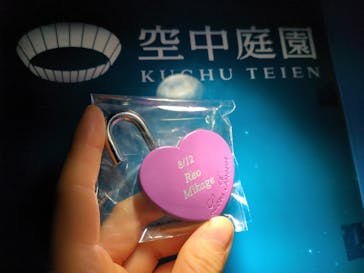 空中庭園
KUCHU TEIEN
8/12
Reo
Mikage